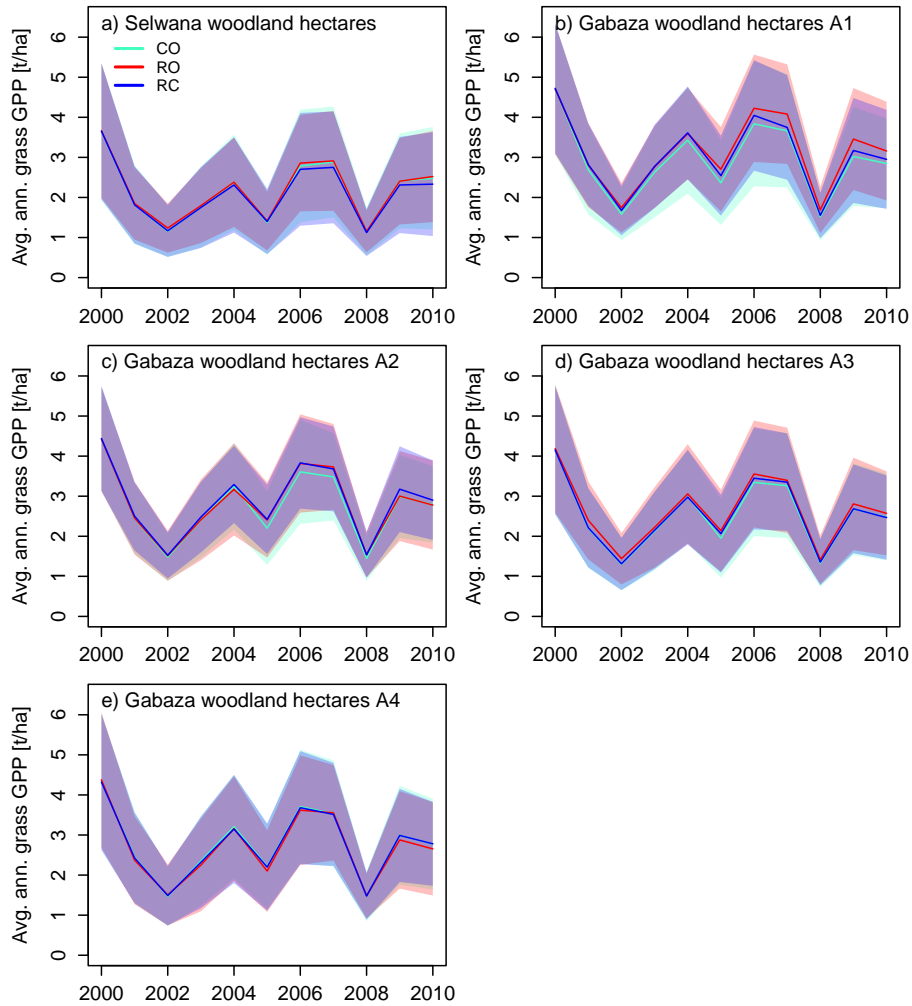 a) Selwana woodland hectares
CO
RO
RC
Avg. ann. grass GPP [t/ha]
0 1 2 3 4 5 6
2000 2002 2004 2006 2008 2010
b) Gabaza woodland hectares A1
Avg. ann. grass GPP [t/ha]
0 1 2 3 4 5 6
2000 2002 2004 2006 2008 2010
c) Gabaza woodland hectares A2
Avg. ann. grass GPP [t/ha]
0 1 2 3 4 5 6
2000 2002 2004 2006 2008 2010
d) Gabaza woodland hectares A3
Avg. ann. grass GPP [t/ha]
0 1 2 3 4 5 6
2000 2002 2004 2006 2008 2010
e) Gabaza woodland hectares A4
Avg. ann. grass GPP [t/ha]
0 1 2 3 4 5 6
2000 2002 2004 2006 2008 2010